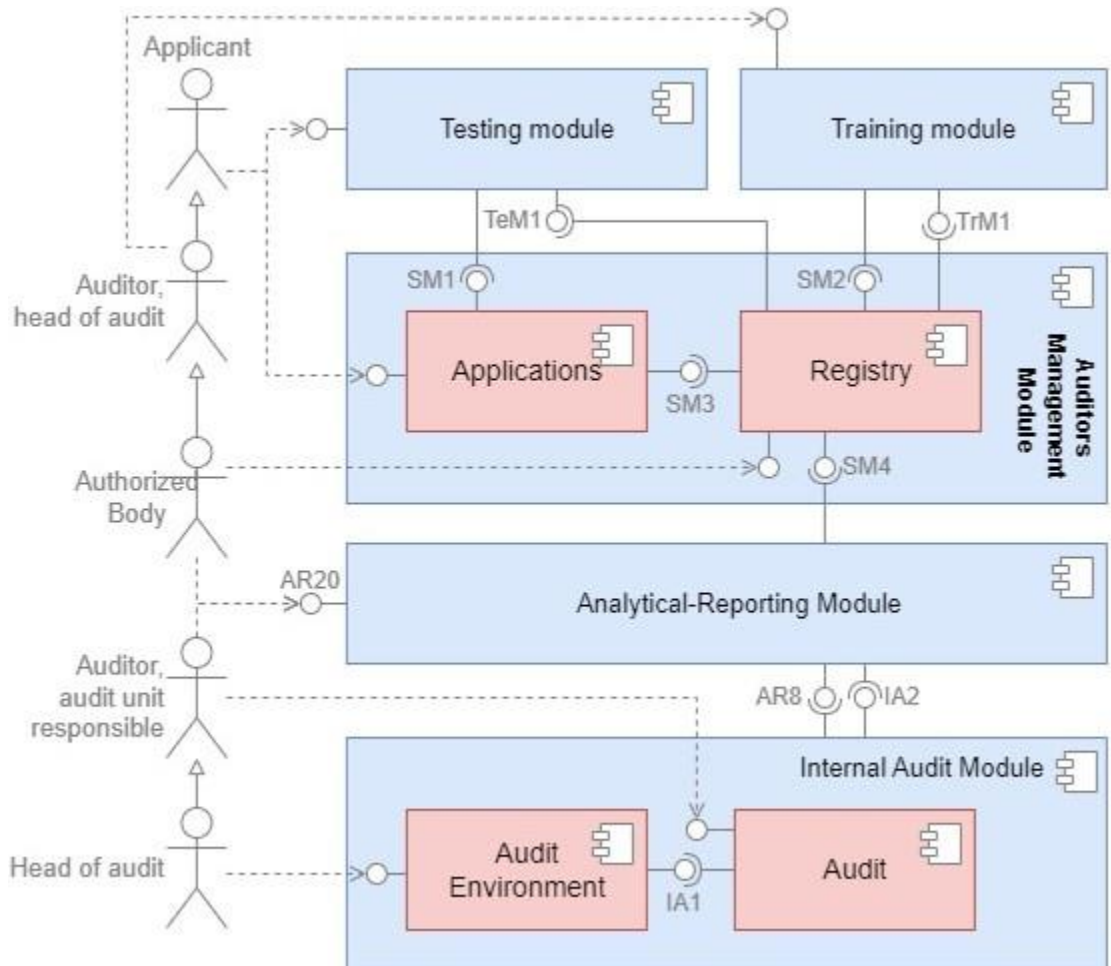 Applicant
Testing module
Training module
TeM1
TrM1
Auditor,
head of audit
SM1
SM2
Applications
Registry
SM3
Auditors
Management
Module
Authorized
Body
SM4
AR20
Analytical-Reporting Module
Auditor,
audit unit
responsible
AR8
IA2
Internal Audit Module
Head of audit
Audit
Environment
Audit
IA1